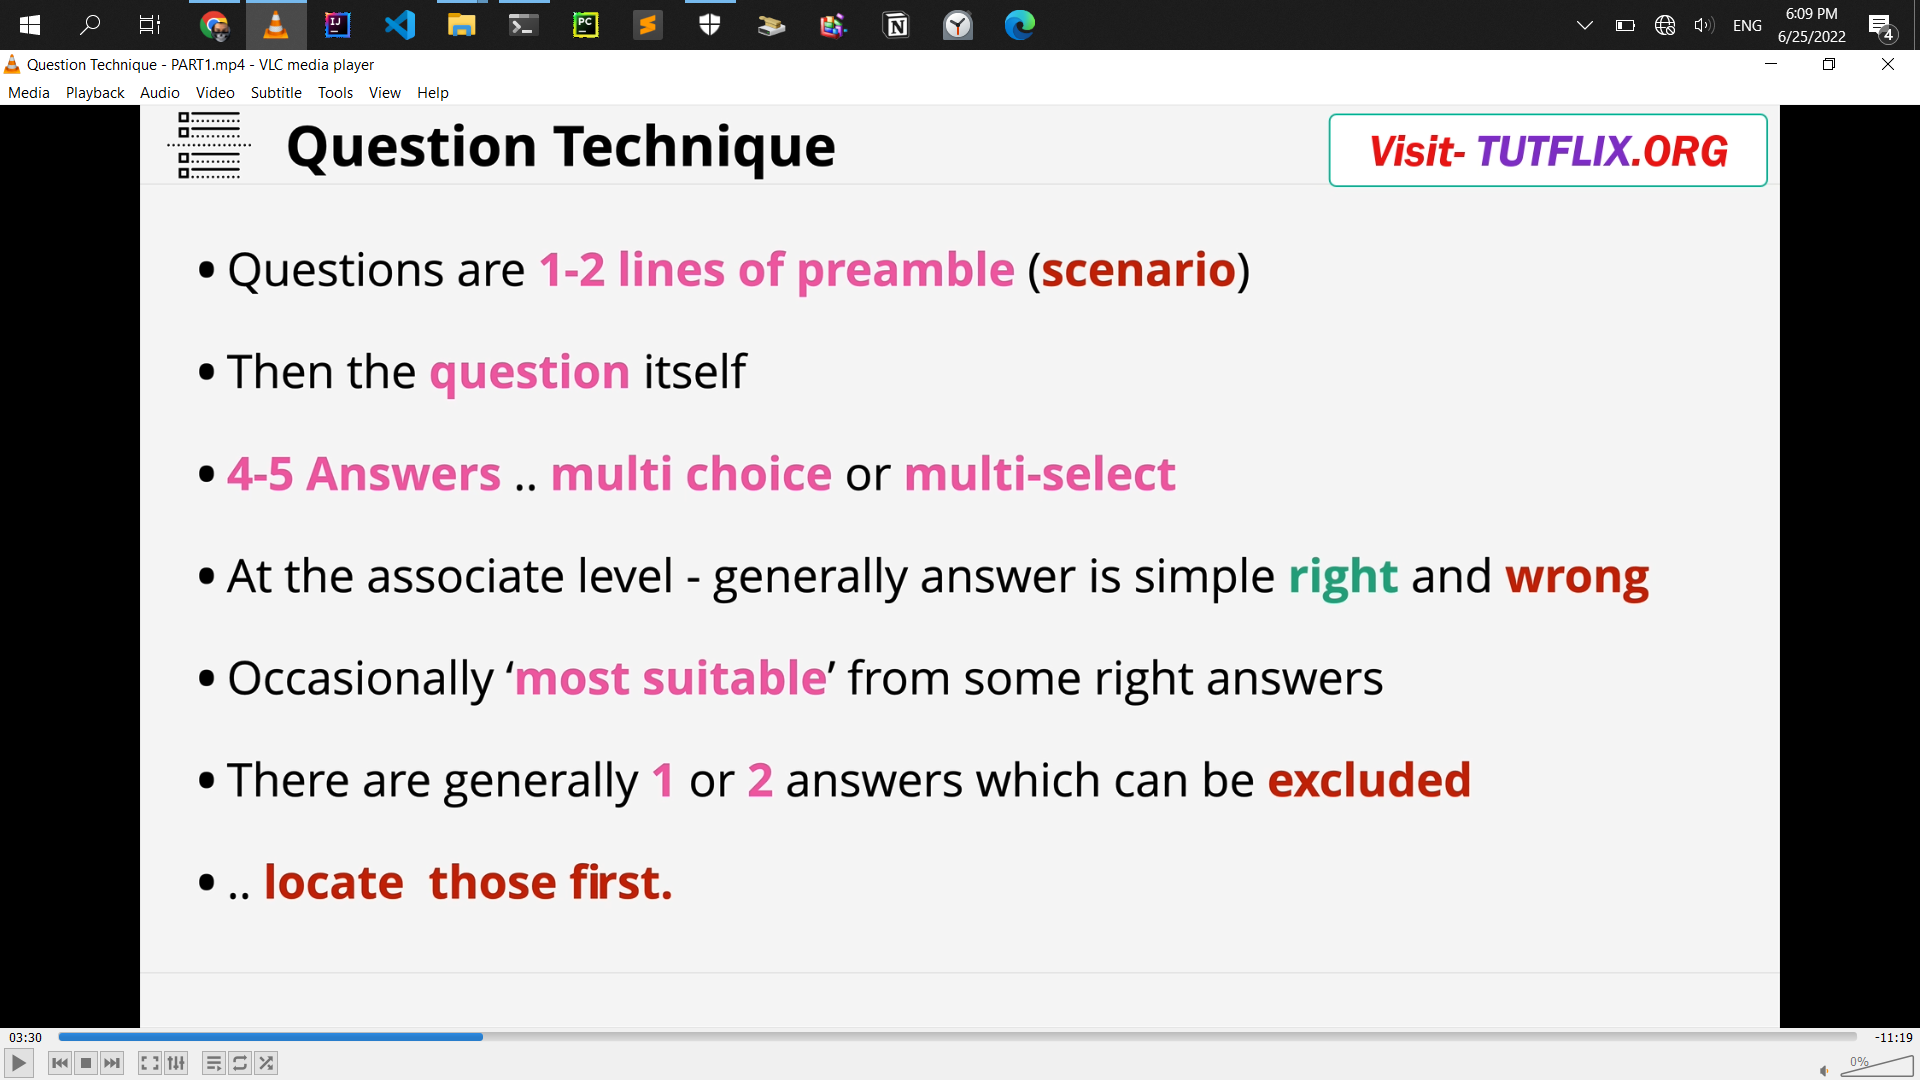 IJ
PC
ENG
6:09 PM
6/25/2022
4
Question Technique - PART1.mp4 - VLC media player
Media Playback Audio Video Subtitle Tools View Help
Question Technique
Visit- TUTFLIX.ORG
• Questions are 1-2 lines of preamble (scenario)
• Then the question itself
• 4-5 Answers .. multi choice or multi-select
• At the associate level - generally answer is simple right and wrong
• Occasionally ‘most suitable’ from some right answers
• There are generally 1 or 2 answers which can be excluded
• .. locate those first.
03:30
-11:19
0%